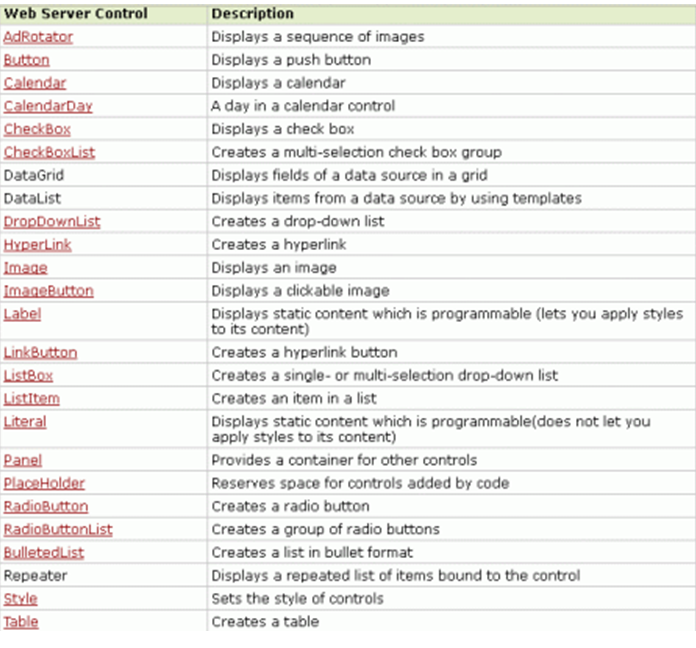 Web Server Control Description
AdRotator Displays a sequence of images
Button Displays a push button
Calendar Displays a calendar
CalendarDay A day in a calendar control
CheckBox Displays a check box
CheckBoxList Creates a multi-selection check box group
DataGrid Displays fields of a data source in a grid
DataList Displays items from a data source by using templates
DropDownList Creates a drop-down list
HyperLink Creates a hyperlink
Image Displays an image
ImageButton Displays a clickable image
Label Displays static content which is programmable (lets you apply styles
to its content)
LinkButton Creates a hyperlink button
ListBox Creates a single- or multi-selection drop-down list
ListItem Creates an item in a list
Literal Displays static content which is programmable(does not let you
apply styles to its content)
Panel Provides a container for other controls
PlaceHolder Reserves space for controls added by code
RadioButton Creates a radio button
RadioButtonList Creates a group of radio buttons
BulletedList Creates a list in bullet format
Repeater Displays a repeated list of items bound to the control
Style Sets the style of controls
Table Creates a table